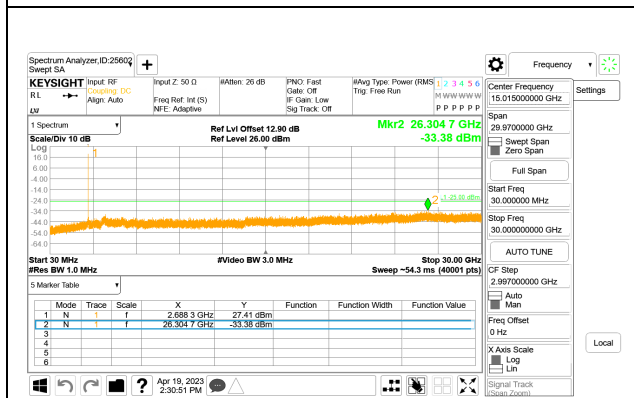 Spectrum Analyzer,ID:25602
Swept SA
Frequency
Settings
KEYSIGHT
RL
LXI
Input: RF
Coupling: DC
Align: Auto
Input Z: 50 Ω
Freq Ref: Int (S)
NFE: Adaptive
#Atten: 26 dB
PNO: Fast
Gate: Off
IF Gain: Low
Sig Track: Off
#Avg Type: Power (RMS
Trig: Free Run
1 2 3 4 5 6
M W W W W W
P P P P P P
1 Spectrum
Scale/Div 10 dB
Ref Lvl Offset 12.90 dB
Ref Level 26.00 dBm
Mkr2 26.304 7 GHz
-33.38 dBm
Log
16.0
6.00
-4.00
-14.0
-24.0
-34.0
-44.0
-54.0
-64.0
1
2
-25.00 dBm
Start 30 MHz
#Res BW 1.0 MHz
#Video BW 3.0 MHz
Stop 30.00 GHz
Sweep ~54.3 ms (40001 pts)
5 Marker Table
Mode Trace Scale X Y Function Function Width Function Value
1 N 1 f 2.688 3 GHz 27.41 dBm
2 N 1 f 26.304 7 GHz -33.38 dBm
3
4
5
6
Center Frequency
15.015000000 GHz
Span
29.9700000 GHz
Swept Span
Zero Span
Full Span
Start Freq
30.000000 MHz
Stop Freq
30.000000000 GHz
AUTO TUNE
CF Step
2.997000000 GHz
Auto
Man
Freq Offset
0 Hz
X Axis Scale
Log
Lin
Signal Track
(Span Zoom)
Local
?
Apr 19, 2023
2:30:51 PM